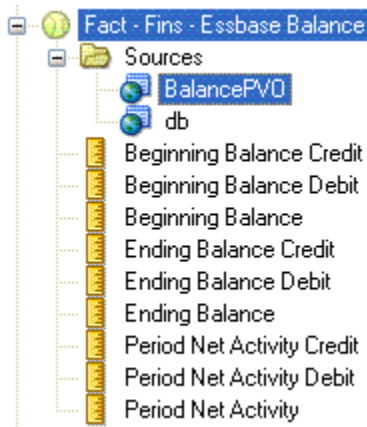 Fact - Fins - Essbase Balance
Sources
BalancePVO
db
Beginning Balance Credit
Beginning Balance Debit
Beginning Balance
Ending Balance Credit
Ending Balance Debit
Ending Balance
Period Net Activity Credit
Period Net Activity Debit
Period Net Activity